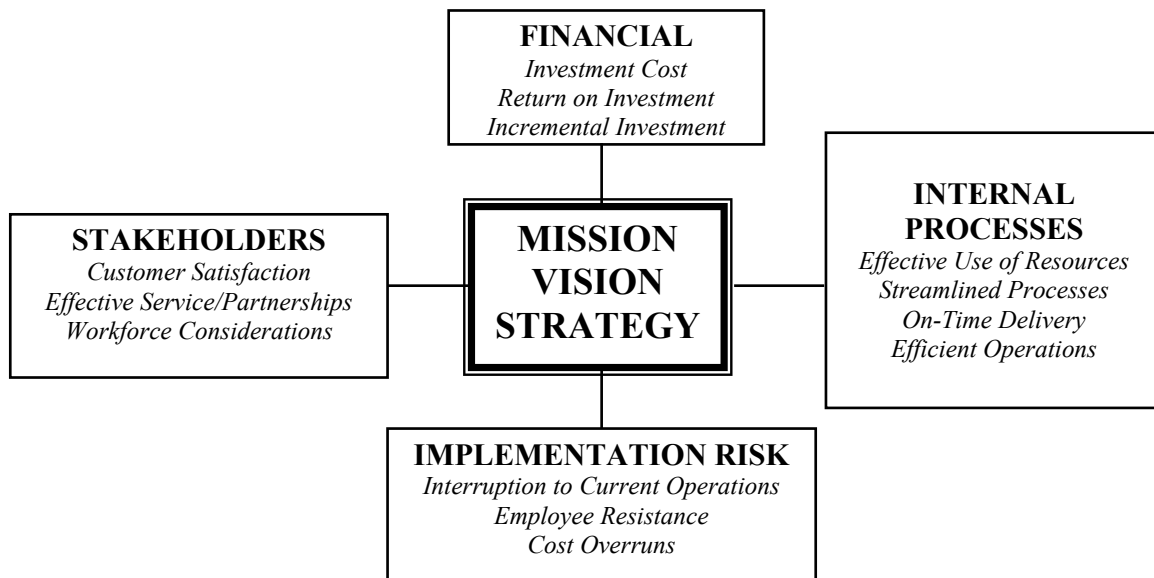 FINANCIAL
Investment Cost
Return on Investment
Incremental Investment
STAKEHOLDERS
Customer Satisfaction
Effective Service/Partnerships
Workforce Considerations
MISSION
VISION
STRATEGY
INTERNAL
PROCESSES
Effective Use of Resources
Streamlined Processes
On-Time Delivery
Efficient Operations
IMPLEMENTATION RISK
Interruption to Current Operations
Employee Resistance
Cost Overruns